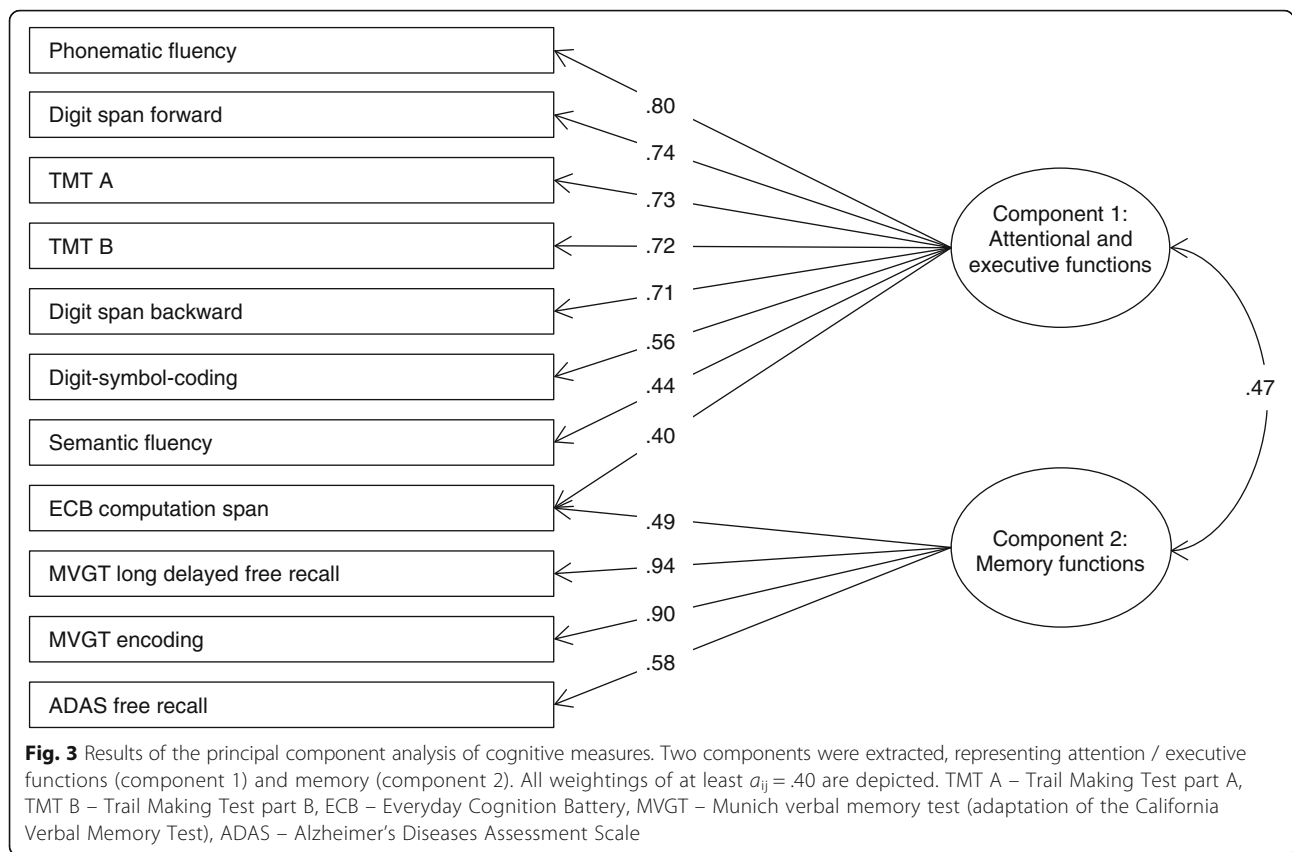 Phonematic fluency
Digit span forward
TMT A
TMT B
Digit span backward
Digit-symbol-coding
Semantic fluency
ECB computation span
MVGT long delayed free recall
MVGT encoding
ADAS free recall
.80
.74
.73
.72
.71
.56
.44
.40
.49
.94
.90
.58
Component 1:
Attentional and
executive functions
Component 2:
Memory functions
.47
Fig. 3 Results of the principal component analysis of cognitive measures. Two components were extracted, representing attention / executive
functions (component 1) and memory (component 2). All weightings of at least aij = .40 are depicted. TMT A – Trail Making Test part A,
TMT B – Trail Making Test part B, ECB – Everyday Cognition Battery, MVGT – Munich verbal memory test (adaptation of the California
Verbal Memory Test), ADAS – Alzheimer's Diseases Assessment Scale